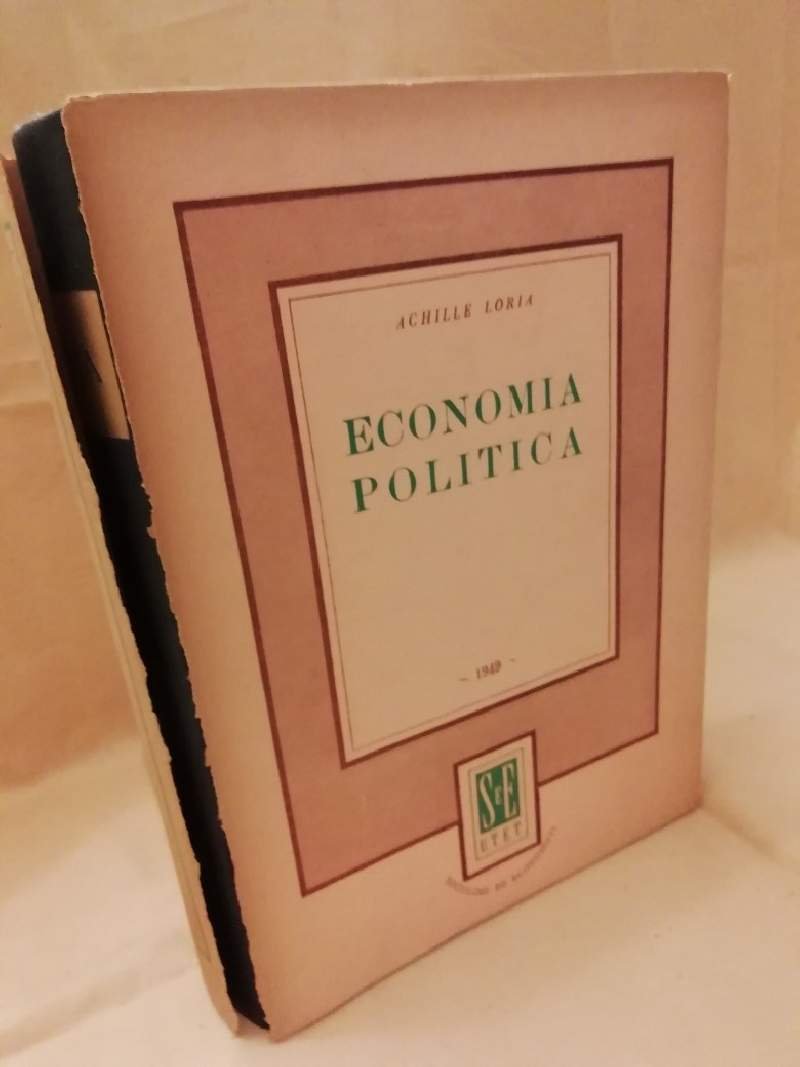 ACHILLE LORIA
ECONOMIA
POLITICA
~ 1949 ~
S E E
UTET
A